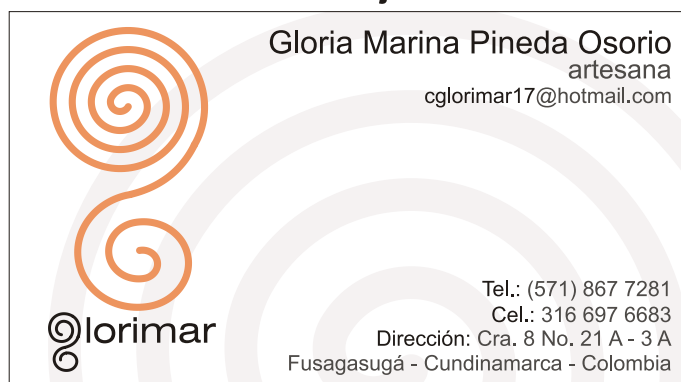 Gloria Marina Pineda Osorio
artesana
cglorimar17@hotmail.com
glorimar
Tel.: (571) 867 7281
Cel.: 316 697 6683
Dirección: Cra. 8 No. 21 A - 3 A
Fusagasugá - Cundinamarca - Colombia